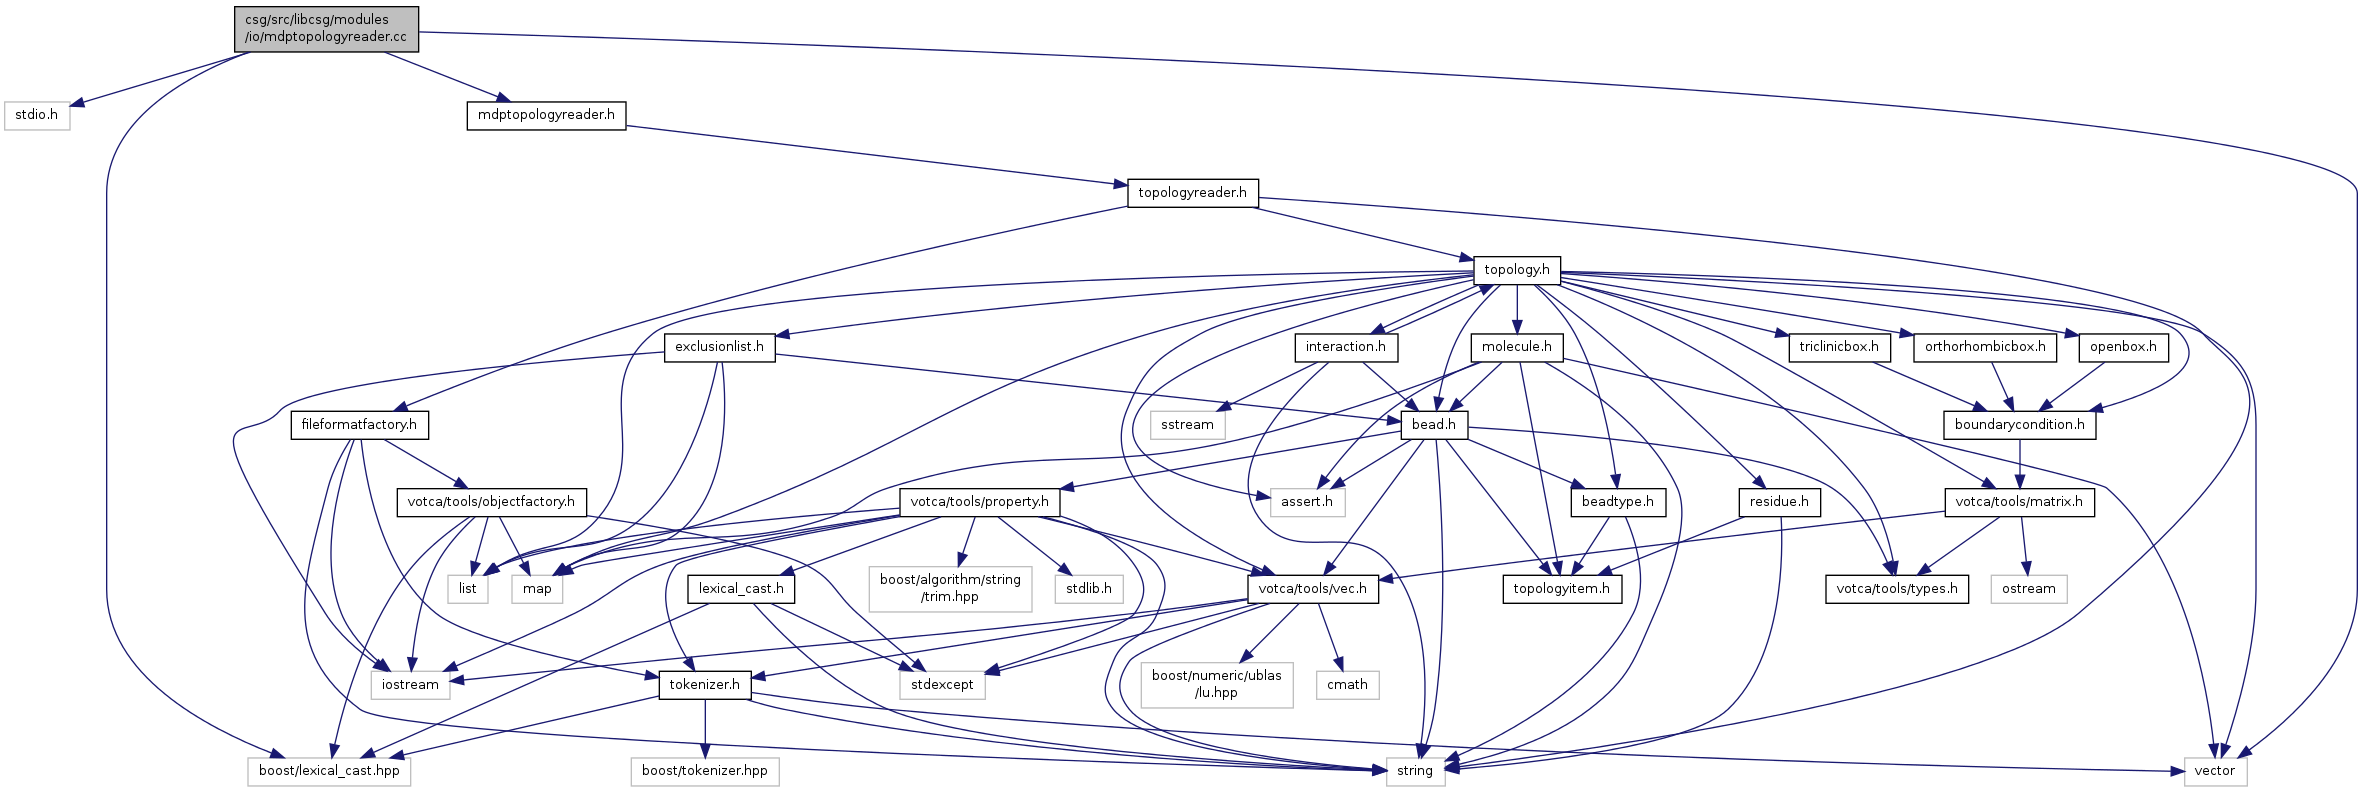 csg/src/libcsg/modules
/io/mdptopologyreader.cc
stdio.h
mdptopologyreader.h
topologyreader.h
topology.h
exclusionlist.h
interaction.h
molecule.h
triclinicbox.h
orthorhombicbox.h
openbox.h
fileformatfactory.h
sstream
bead.h
boundarycondition.h
votca/tools/objectfactory.h
votca/tools/property.h
assert.h
beadtype.h
residue.h
votca/tools/matrix.h
list
map
lexical_cast.h
boost/algorithm/string
/trim.hpp
stdlib.h
votca/tools/vec.h
topologyitem.h
votca/tools/types.h
ostream
iostream
tokenizer.h
stdexcept
boost/numeric/ublas
/lu.hpp
cmath
boost/lexical_cast.hpp
boost/tokenizer.hpp
string
vector